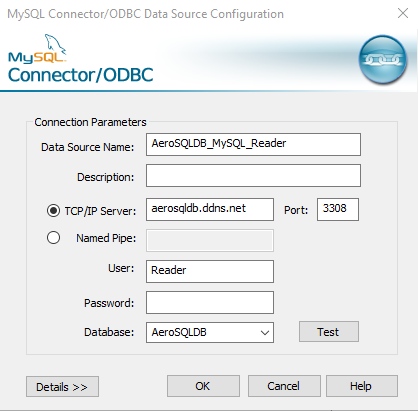 MySQL Connector/ODBC Data Source Configuration
MySQL
Connector/ODBC
Connection Parameters
Data Source Name: AeroSQLDB_MySQL_Reader
Description:
TCP/IP Server: aerosqldb.ddns.net Port: 3308
Named Pipe:
User: Reader
Password:
Database: AeroSQLDB Test
Details >> OK Cancel Help